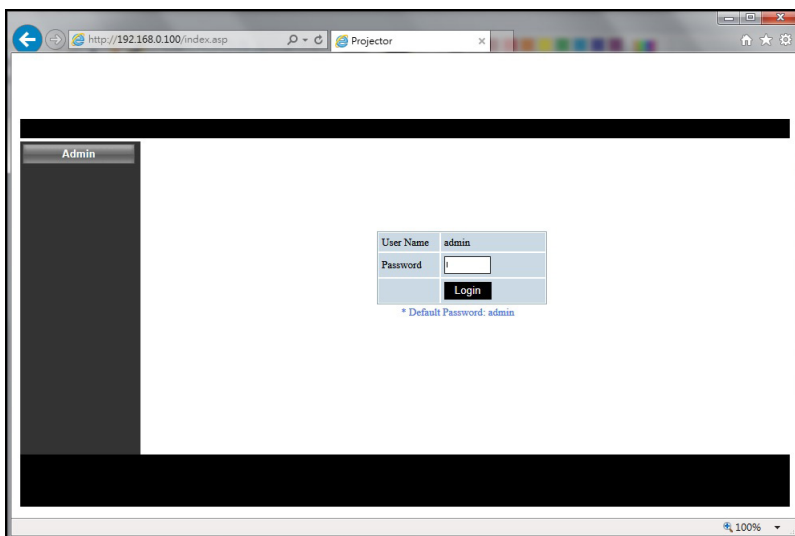 http://192.168.0.100/index.asp
Projector
Admin
User Name admin
Password
Login
* Default Password: admin
100%